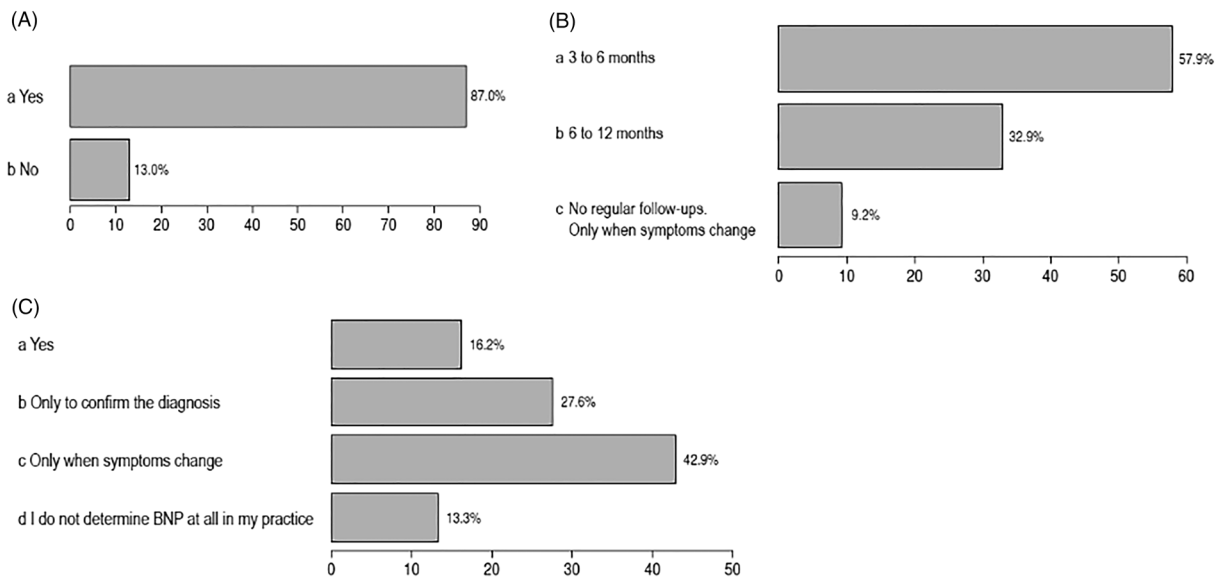 (A)
a Yes
87.0%
b No
13.0%
0 10 20 30 40 50 60 70 80 90
(B)
a 3 to 6 months
57.9%
b 6 to 12 months
32.9%
c No regular follow-ups.
Only when symptoms change
9.2%
0 10 20 30 40 50 60
(C)
a Yes
16.2%
b Only to confirm the diagnosis
27.6%
c Only when symptoms change
42.9%
d I do not determine BNP at all in my practice
13.3%
0 10 20 30 40 50